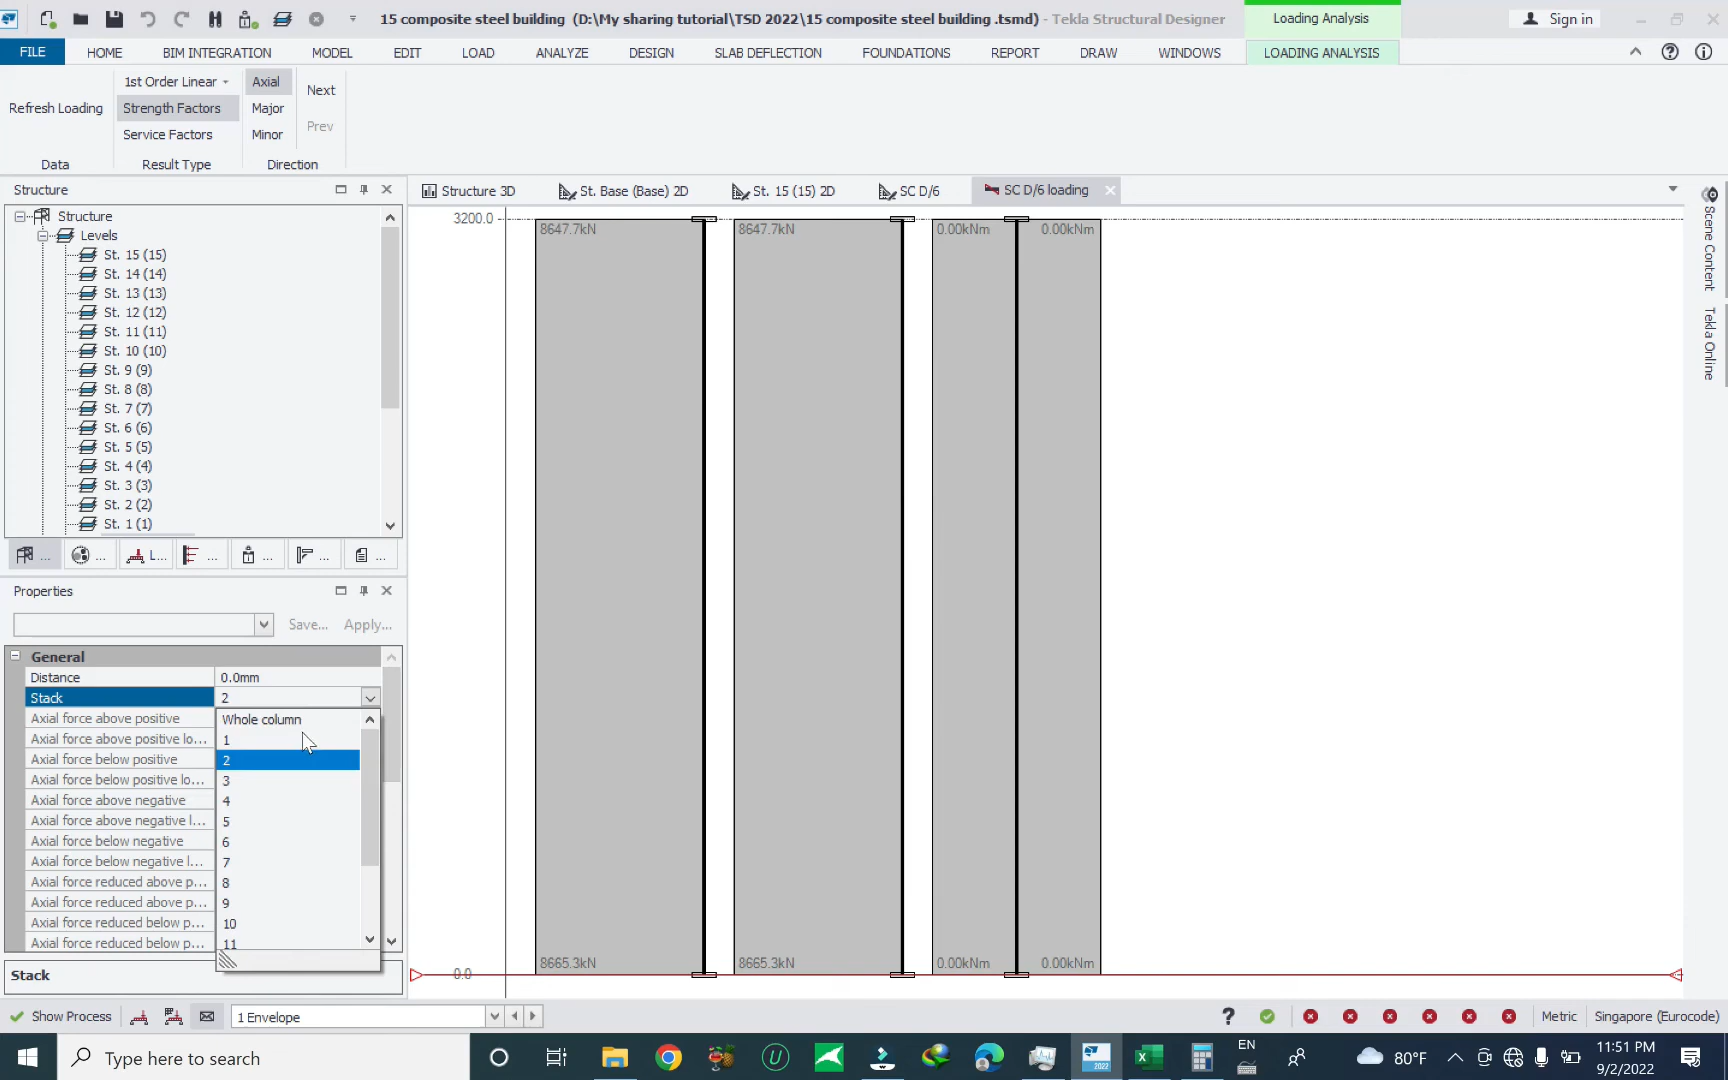 15 composite steel building (D:\My sharing tutorial\TSD 2022\15 composite steel building .tsmd) - Tekla Structural Designer
Loading Analysis
Sign in
FILE HOME BIM INTEGRATION MODEL EDIT LOAD ANALYZE DESIGN SLAB DEFLECTION FOUNDATIONS REPORT DRAW WINDOWS LOADING ANALYSIS
Refresh Loading
1st Order Linear
Strength Factors
Service Factors
Axial
Major
Minor
Next
Prev
Data Result Type Direction
Structure
Structure
Levels
St. 15 (15)
St. 14 (14)
St. 13 (13)
St. 12 (12)
St. 11 (11)
St. 10 (10)
St. 9 (9)
St. 8 (8)
St. 7 (7)
St. 6 (6)
St. 5 (5)
St. 4 (4)
St. 3 (3)
St. 2 (2)
St. 1 (1)
... ... L... ... ... ... ...
Properties
Save... Apply...
General
Distance 0.0mm
Stack 2
Axial force above positive
Axial force above positive lo...
Axial force below positive
Axial force below positive lo...
Axial force above negative
Axial force above negative l...
Axial force below negative
Axial force below negative l...
Axial force reduced above p...
Axial force reduced above p...
Axial force reduced below p...
Axial force reduced below p...
Whole column
1
2
3
4
5
6
7
8
9
10
11
Stack
Structure 3D St. Base (Base) 2D St. 15 (15) 2D SC D/6 SC D/6 loading
3200.0
8647.7kN 8647.7kN 0.00kNm 0.00kNm
8665.3kN 8665.3kN 0.00kNm 0.00kNm
0.0
Scene Content
Tekla Online
Show Process
1 Envelope
Metric
Singapore (Eurocode)
Type here to search
2022
EN
80°F
11:51 PM
9/2/2022